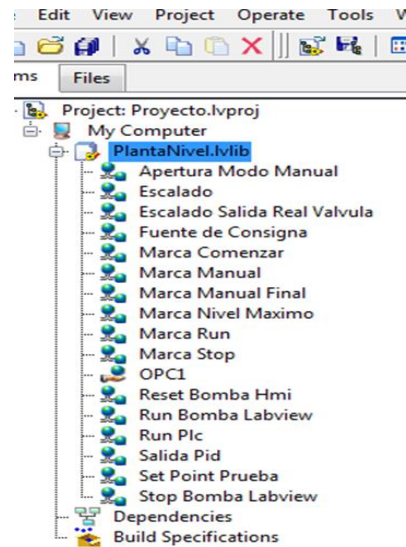 Edit View Project Operate Tools
ms Files
Project: Proyecto.lvproj
My Computer
PlantaNivel.lvlib
Apertura Modo Manual
Escalado
Escalado Salida Real Valvula
Fuente de Consigna
Marca Comenzar
Marca Manual
Marca Manual Final
Marca Nivel Maximo
Marca Run
Marca Stop
OPC1
Reset Bomba Hmi
Run Bomba Labview
Run Plc
Salida Pid
Set Point Prueba
Stop Bomba Labview
Dependencies
Build Specifications